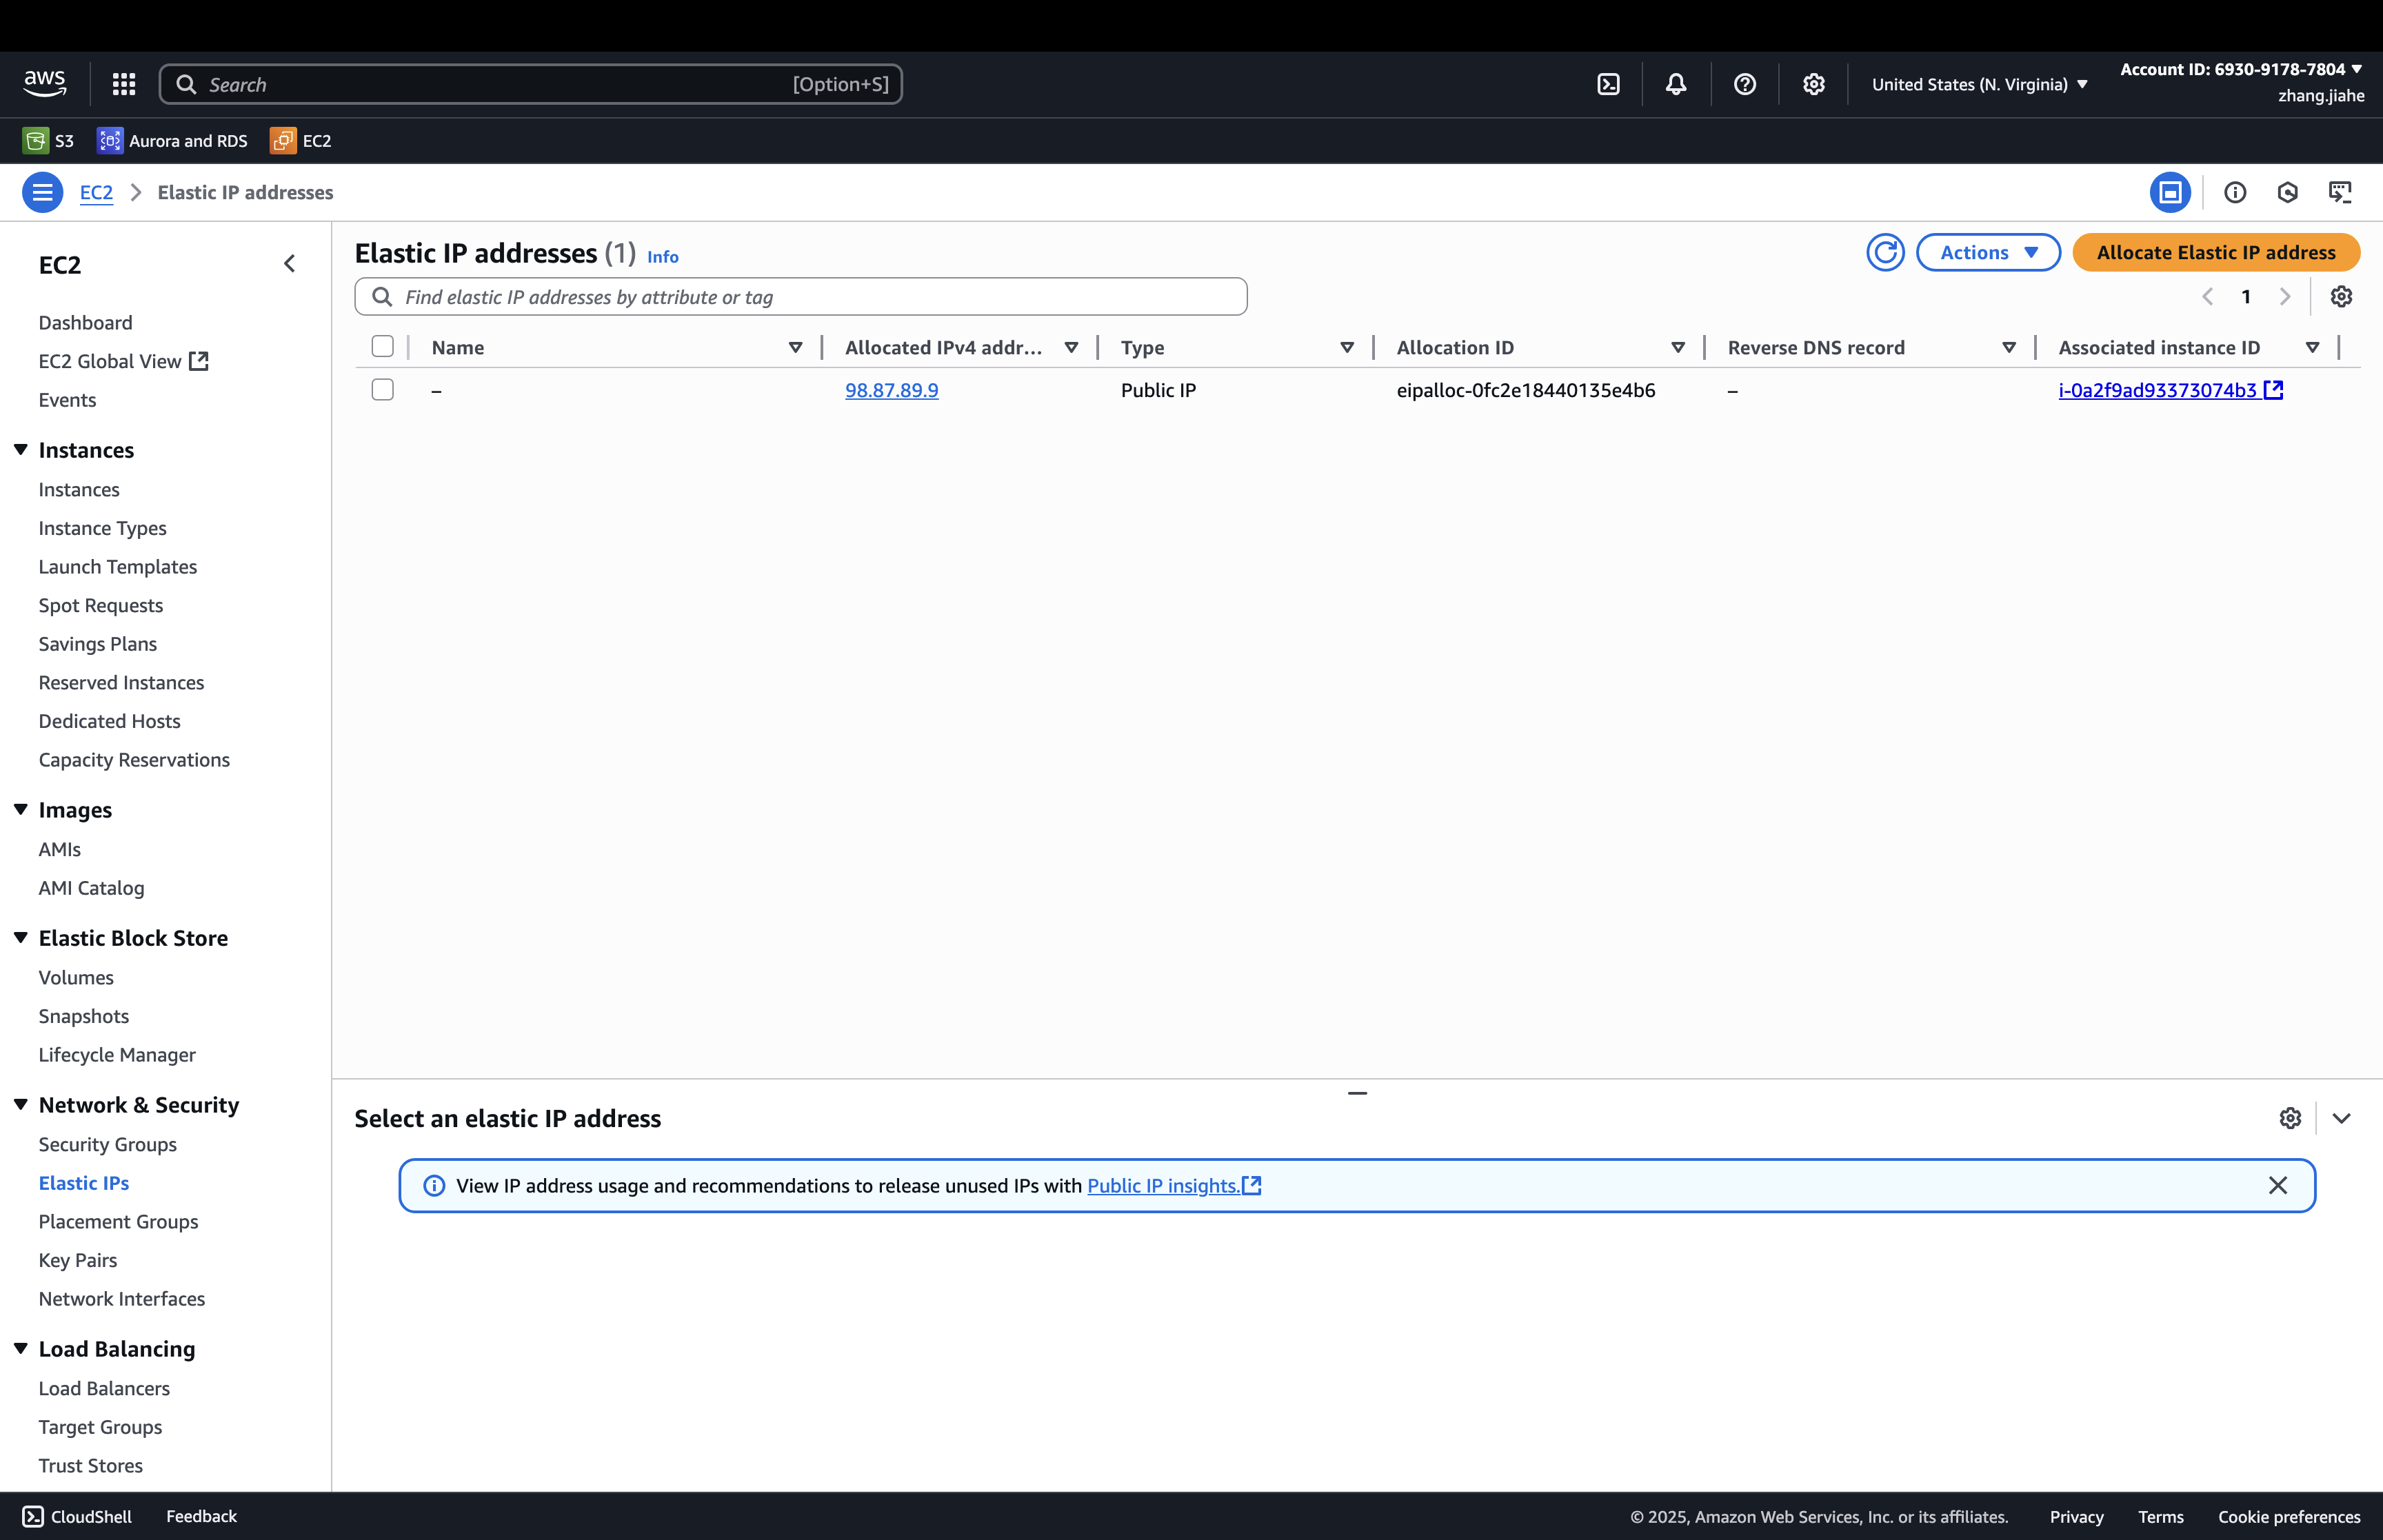 aws
Search [Option+S]
United States (N. Virginia)
Account ID: 6930-9178-7804
zhang.jiahe
S3 Aurora and RDS EC2
EC2 Elastic IP addresses
EC2
Dashboard
EC2 Global View
Events
Instances
Instances
Instance Types
Launch Templates
Spot Requests
Savings Plans
Reserved Instances
Dedicated Hosts
Capacity Reservations
Images
AMIs
AMI Catalog
Elastic Block Store
Volumes
Snapshots
Lifecycle Manager
Network & Security
Security Groups
Elastic IPs
Placement Groups
Key Pairs
Network Interfaces
Load Balancing
Load Balancers
Target Groups
Trust Stores
Elastic IP addresses (1) Info
Actions
Allocate Elastic IP address
Find elastic IP addresses by attribute or tag
1
Name Allocated IPv4 addr... Type Allocation ID Reverse DNS record Associated instance ID
– 98.87.89.9 Public IP eipalloc-0fc2e18440135e4b6 – i-0a2f9ad93373074b3
Select an elastic IP address
View IP address usage and recommendations to release unused IPs with Public IP insights.
CloudShell Feedback © 2025, Amazon Web Services, Inc. or its affiliates. Privacy Terms Cookie preferences